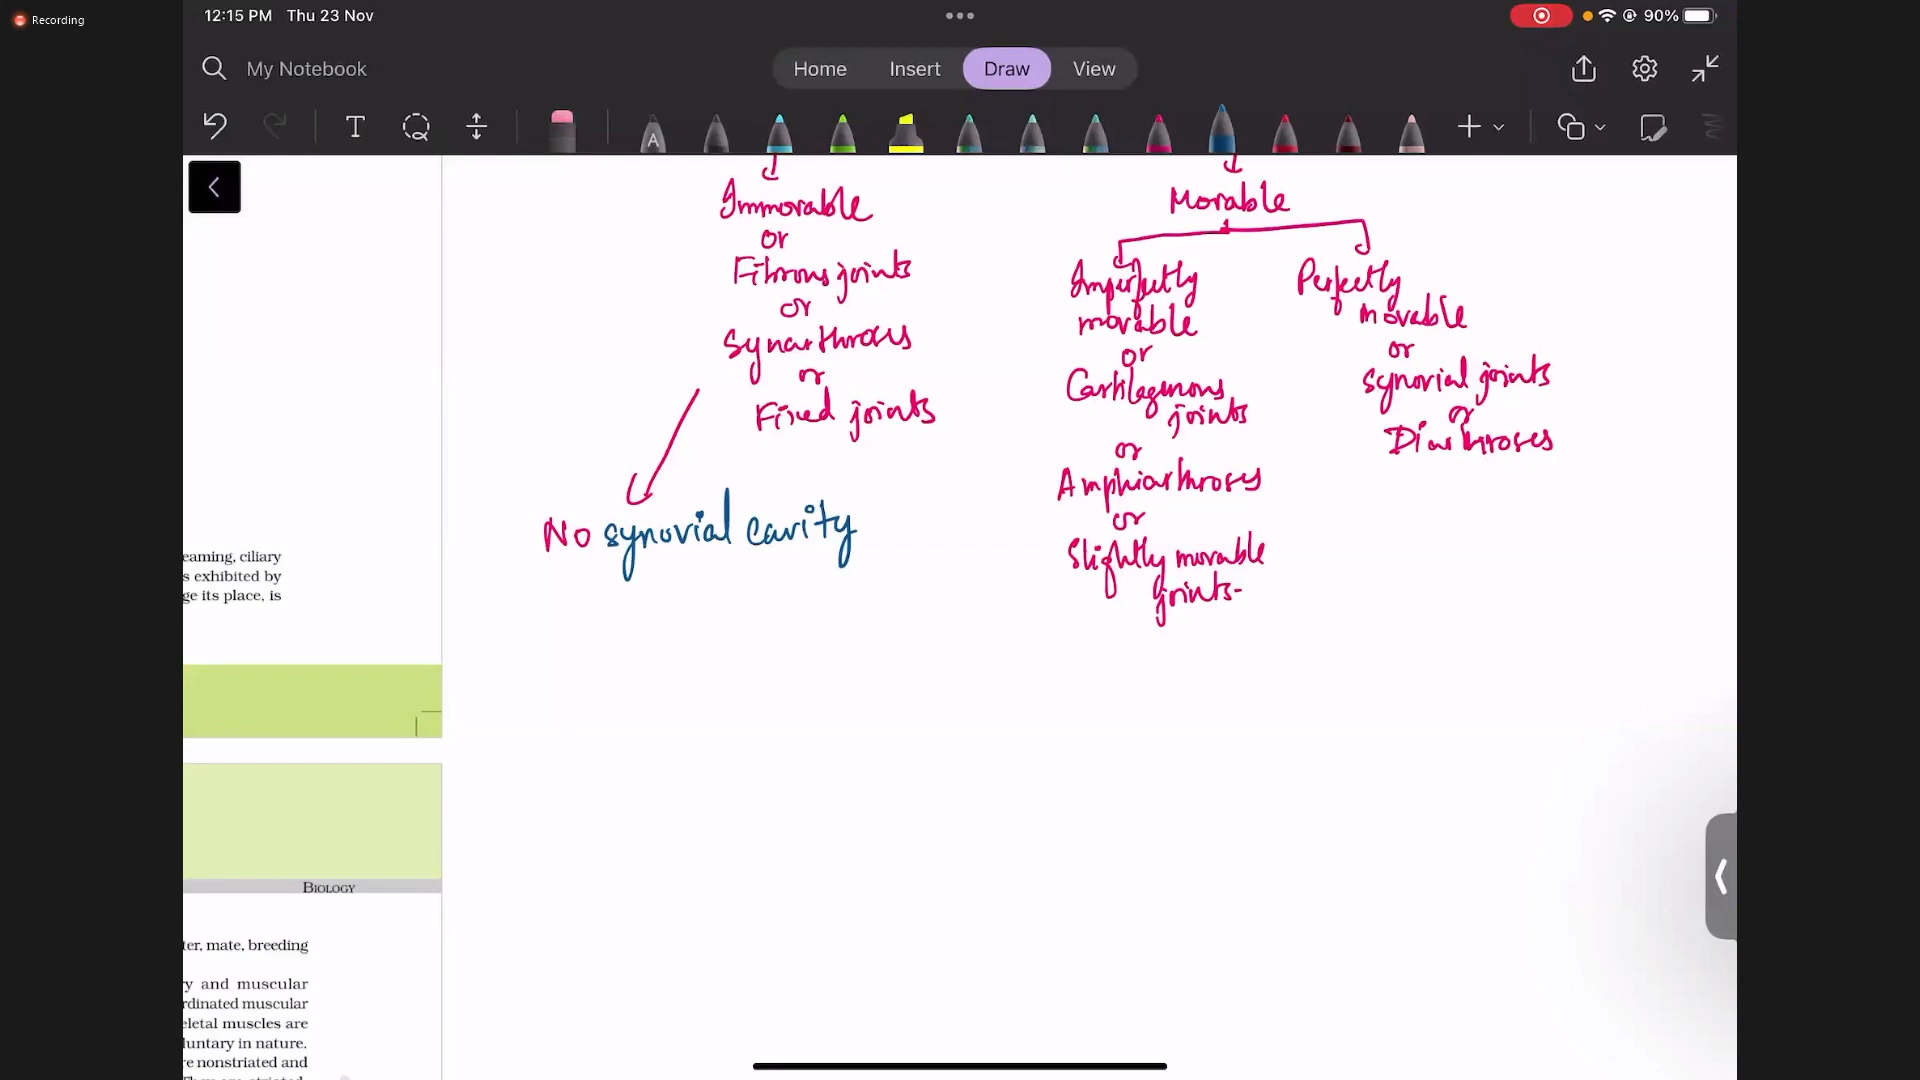 Recording
12:15 PM Thu 23 Nov
90%
My Notebook
Home Insert Draw View
T
A
Immovable
or
Fibrous joints
or
Synarthroses
or
Fixed joints
No synovial cavity
Movable
Imperfectly
movable
or
Cartilagenous
joints
or
Amphiarthroses
or
Slightly movable
joints-
Perfectly
movable
or
Synovial joints
or
Diarthroses
eaming, ciliary
s exhibited by
ge its place, is
BIOLOGY
ter, mate, breeding
ry and muscular
rdinated muscular
eletal muscles are
luntary in nature.
re nonstriated and